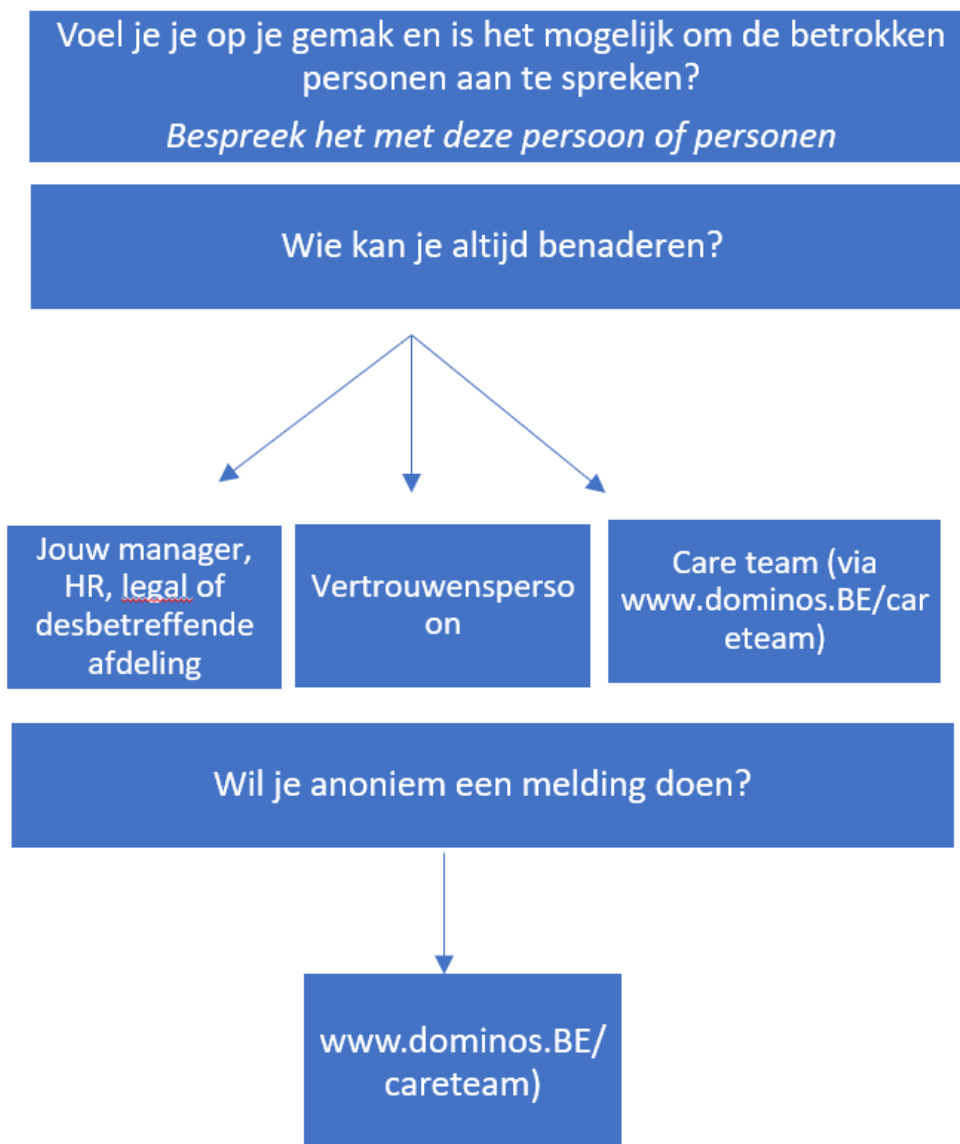 Voel je je op je gemak en is het mogelijk om de betrokken
personen aan te spreken?
Bespreek het met deze persoon of personen
Wie kan je altijd benaderen?
Jouw manager,
HR, legal of
desbetreffende
afdeling
Vertrouwenperso
on
Care team (via
www.dominos.BE/car
eteam)
Wil je anoniem een melding doen?
www.dominos.BE/
careteam)